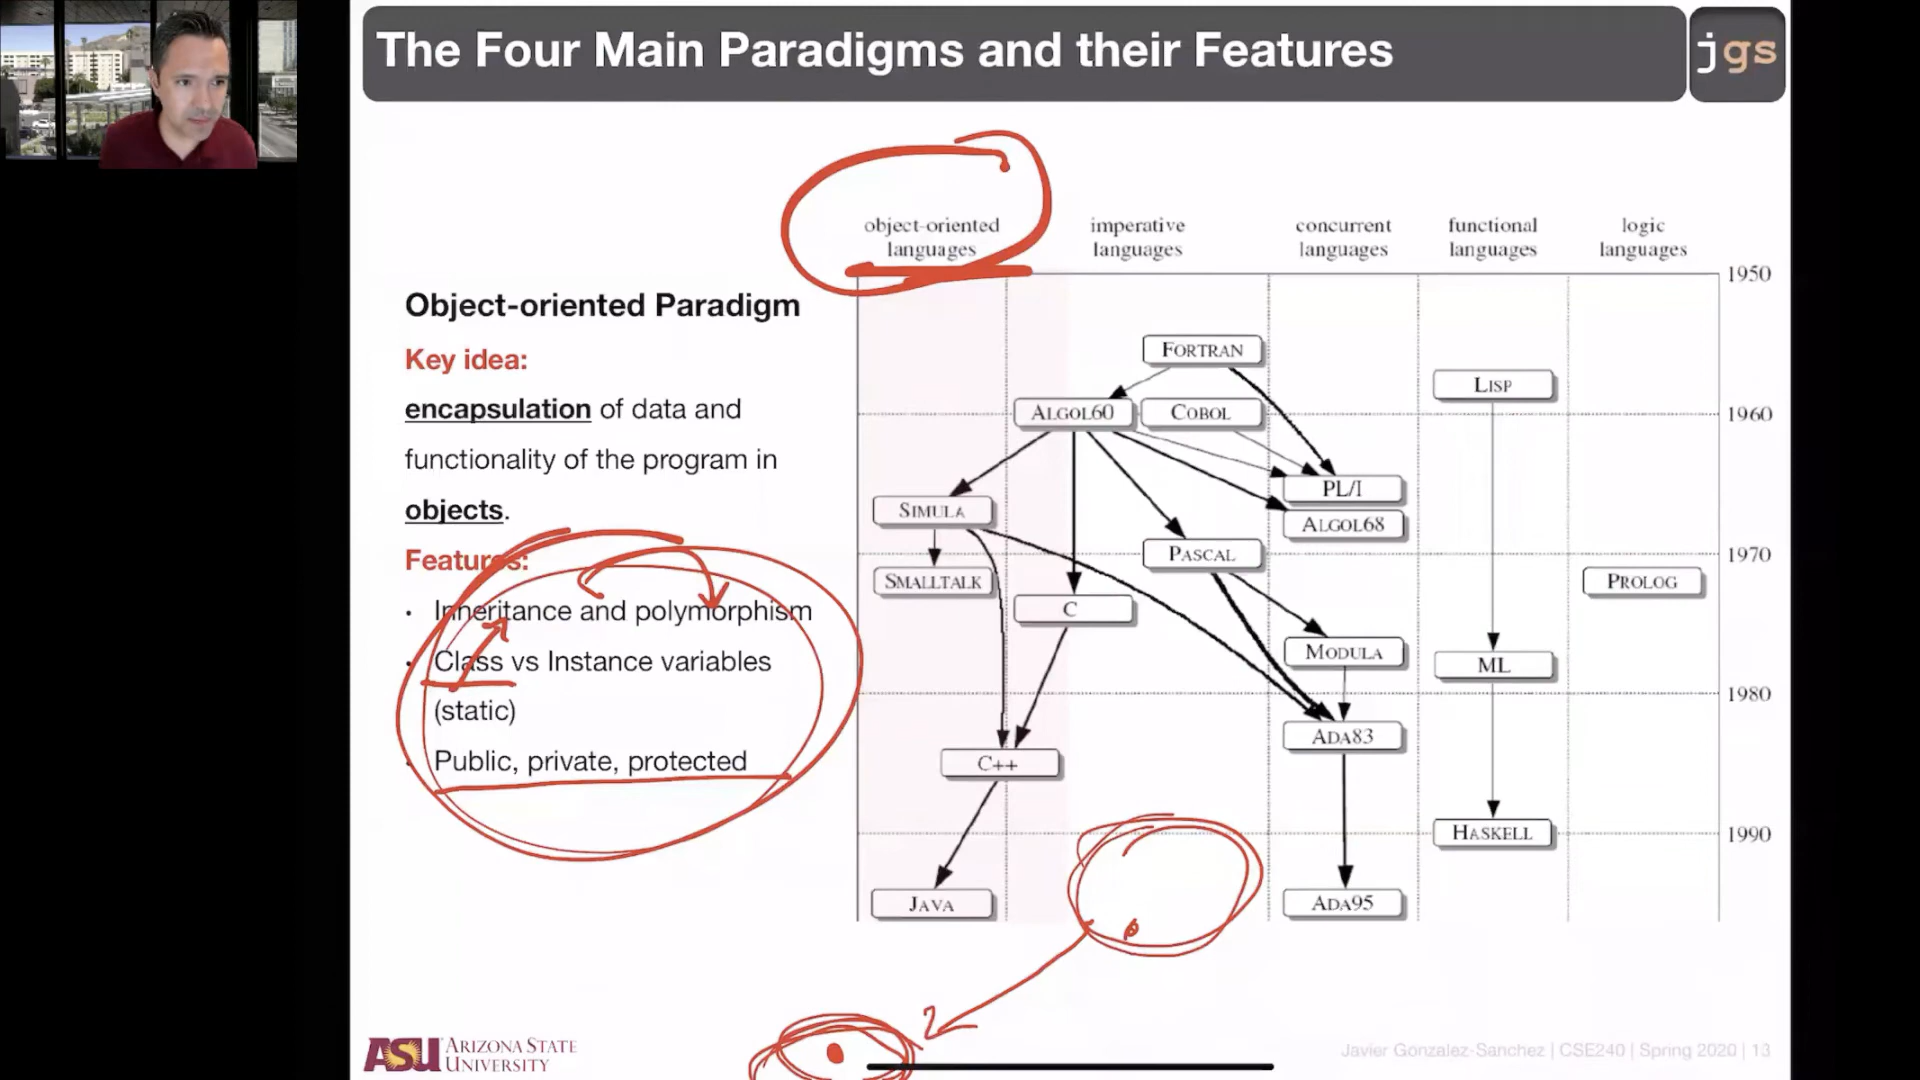 The Four Main Paradigms and their Features
jgs
object-oriented languages
imperative languages
concurrent languages
functional languages
logic languages
Object-oriented Paradigm
Key idea:
encapsulation of data and
functionality of the program in
objects.
Features:
• Inheritance and polymorphism
• Class vs Instance variables
(static)
• Public, private, protected
1950
FORTRAN
LISP
ALGOL60
COBOL
1960
PL/I
SIMULA
ALGOL68
PASCAL
1970
SMALLTALK
PROLOG
C
MODULA
ML
1980
ADA83
C++
HASKELL
1990
JAVA
ADA95
ASU ARIZONA STATE
UNIVERSITY
Javier Gonzalez-Sanchez | CSE240 | Spring 2020 | 13